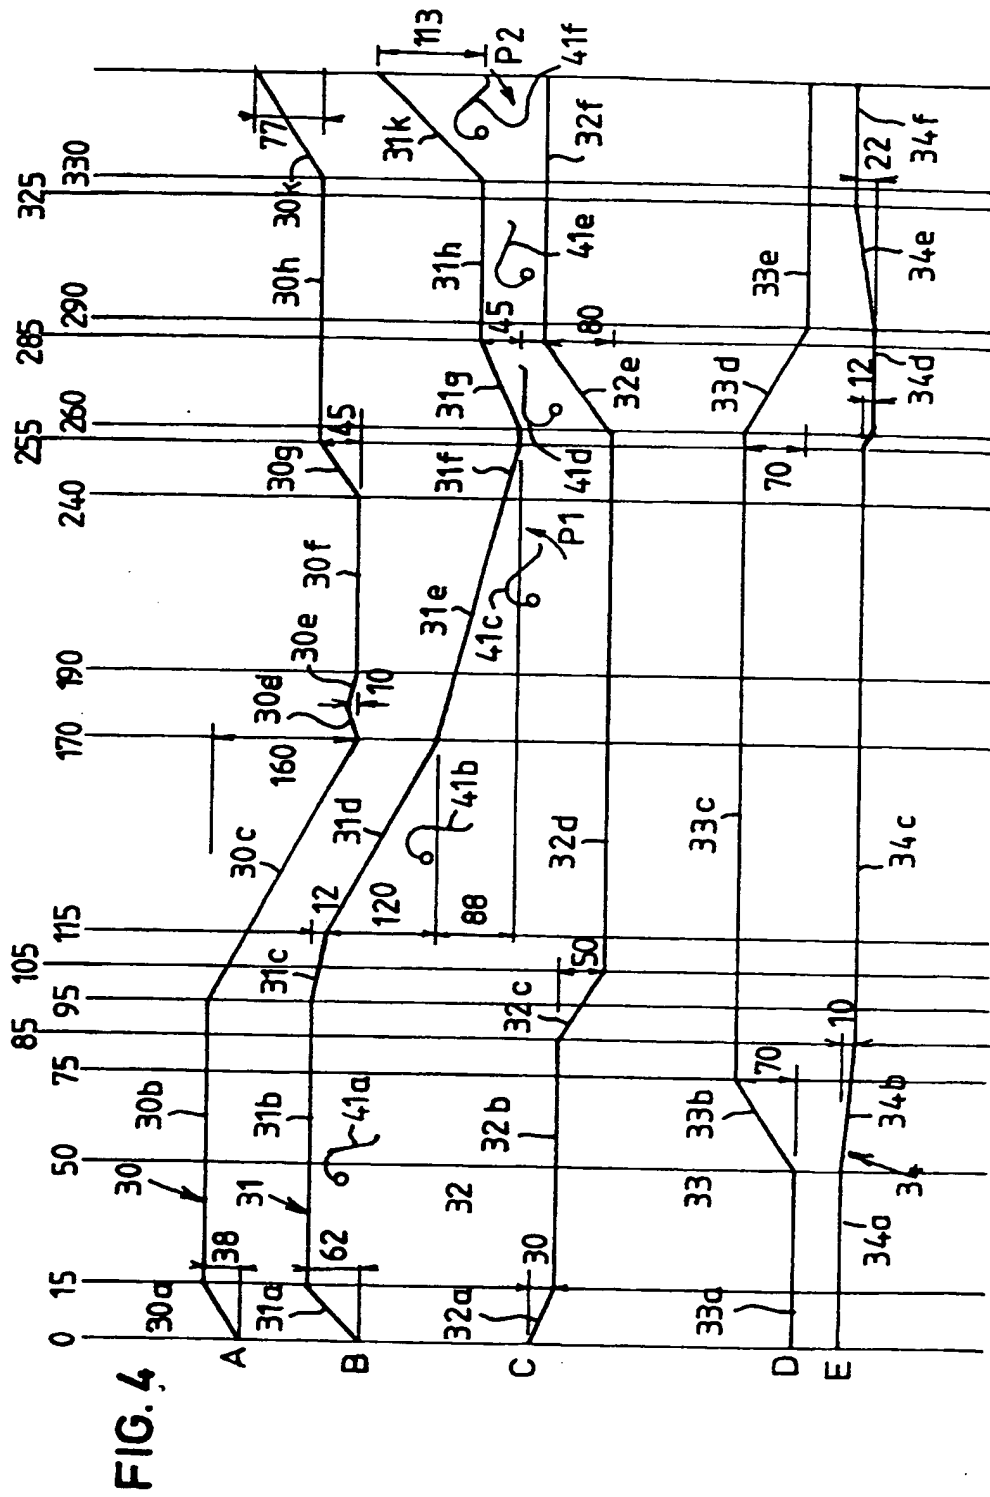 FIG. 4
0 15 50 75 85 95 105 115 170 190 240 255 260 285 290 325 330
A 30a 38 30 30b 30c 160 30d 10 30e 30f 30g 45 30h 30k 77
B 31a 62 31 31b 41a 31c 12 120 88 31d 41b 31e 41c P1 31f 41d 31g 45 31h 41e 31k 41f P2 113
C 32a 30 32 32b 32c 50 32d 32e 80 32f
D 33a 33 33b 70 33c 70 33d 33e
E 34a 34 34b 10 34c 12 34d 34e 22 34f